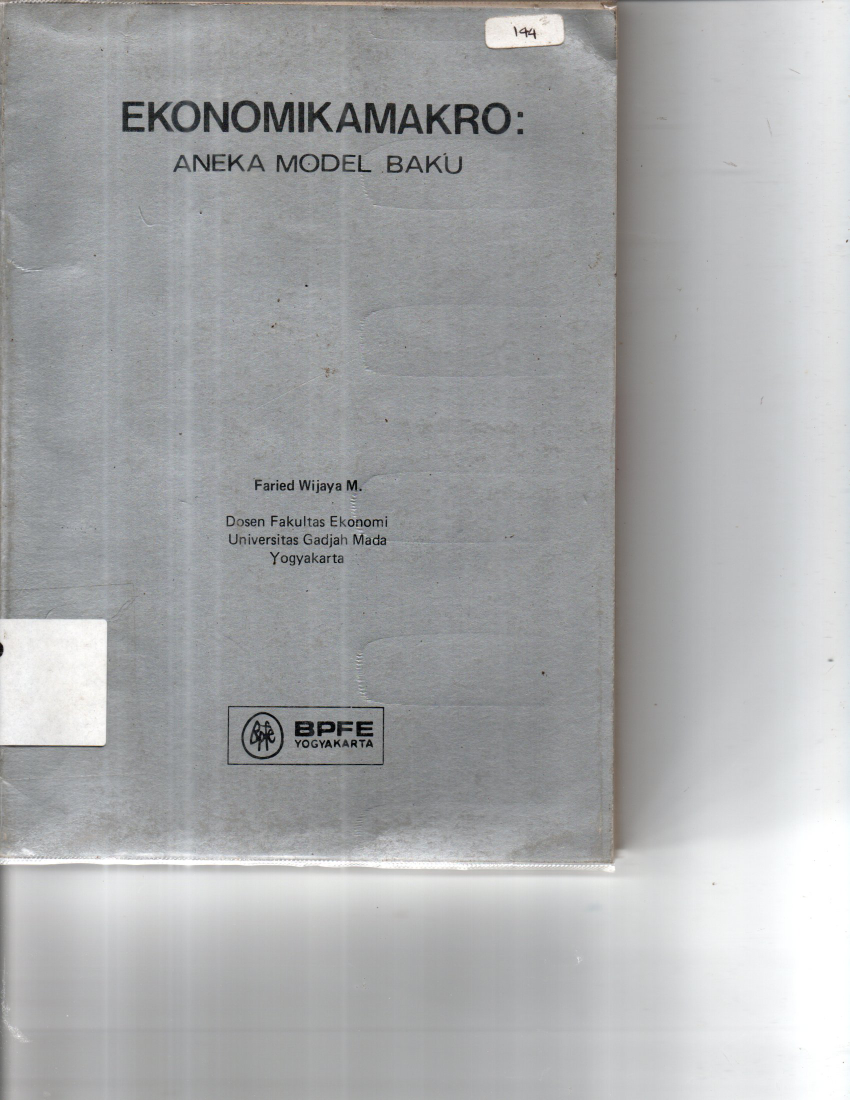 144
EKONOMIKAMAKRO:
ANEKA MODEL BAKU
Faried Wijaya M.
Dosen Fakultas Ekonomi
Universitas Gadjah Mada
Yogyakarta
BPFE
YOGYAKARTA